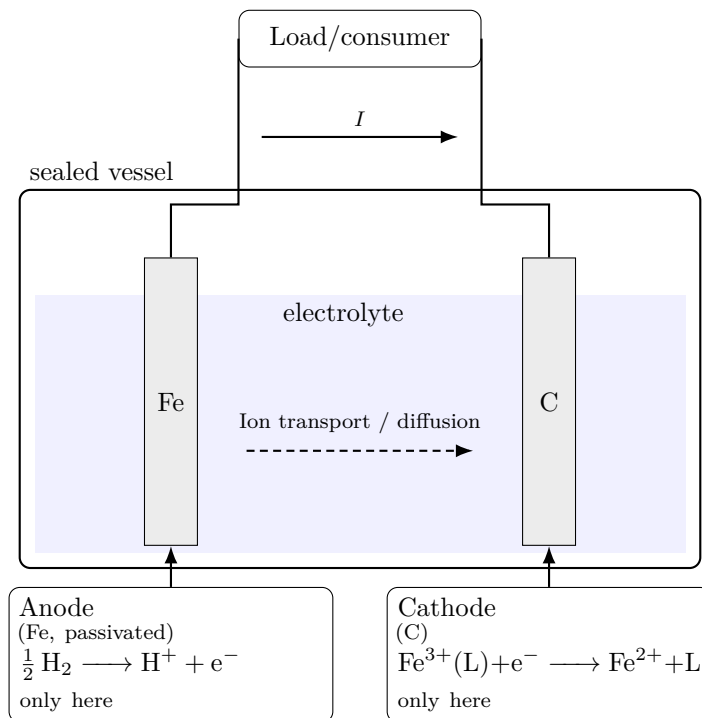 Load/consumer
I
sealed vessel
electrolyte
Fe
C
Ion transport / diffusion
Anode
(Fe, passivated)
½ H₂ ⟶ H⁺ + e⁻
only here
Cathode
(C)
Fe³⁺(L)+e⁻ ⟶ Fe²⁺+L
only here